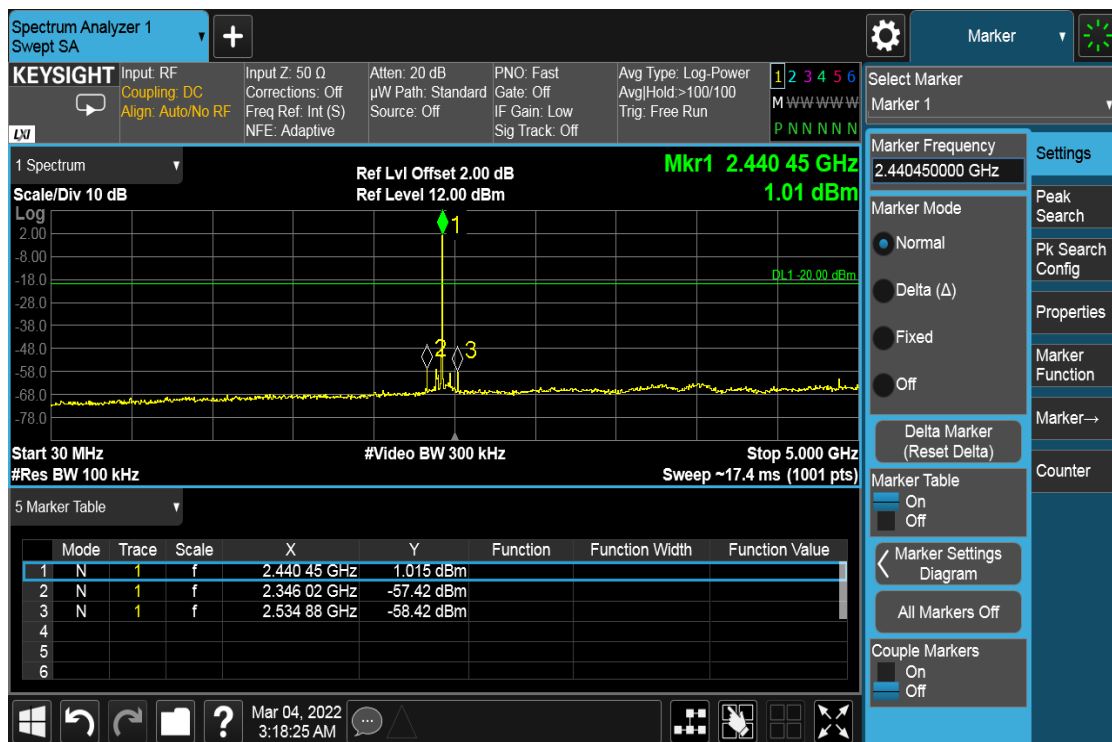 Spectrum Analyzer 1
Swept SA
+
Marker
KEYSIGHT
LXI
Input: RF
Coupling: DC
Align: Auto/No RF
Input Z: 50 Ω
Corrections: Off
Freq Ref: Int (S)
NFE: Adaptive
Atten: 20 dB
µW Path: Standard
Source: Off
PNO: Fast
Gate: Off
IF Gain: Low
Sig Track: Off
Avg Type: Log-Power
Avg|Hold:>100/100
Trig: Free Run
1 2 3 4 5 6
M W W W W W
P N N N N N
Select Marker
Marker 1
1 Spectrum
Scale/Div 10 dB
Ref Lvl Offset 2.00 dB
Ref Level 12.00 dBm
Mkr1 2.440 45 GHz
1.01 dBm
Log
2.00
-8.00
-18.0
-28.0
-38.0
-48.0
-58.0
-68.0
-78.0
1
DL1 -20.00 dBm
2
3
Start 30 MHz
#Res BW 100 kHz
#Video BW 300 kHz
Stop 5.000 GHz
Sweep ~17.4 ms (1001 pts)
5 Marker Table
Mode Trace Scale X Y Function Function Width Function Value
1 N 1 f 2.440 45 GHz 1.015 dBm
2 N 1 f 2.346 02 GHz -57.42 dBm
3 N 1 f 2.534 88 GHz -58.42 dBm
4
5
6
Marker Frequency
2.440450000 GHz
Marker Mode
Normal
Delta (Δ)
Fixed
Off
Delta Marker
(Reset Delta)
Marker Table
On
Off
Marker Settings
Diagram
All Markers Off
Couple Markers
On
Off
Settings
Peak
Search
Pk Search
Config
Properties
Marker
Function
Marker→
Counter
?
Mar 04, 2022
3:18:25 AM